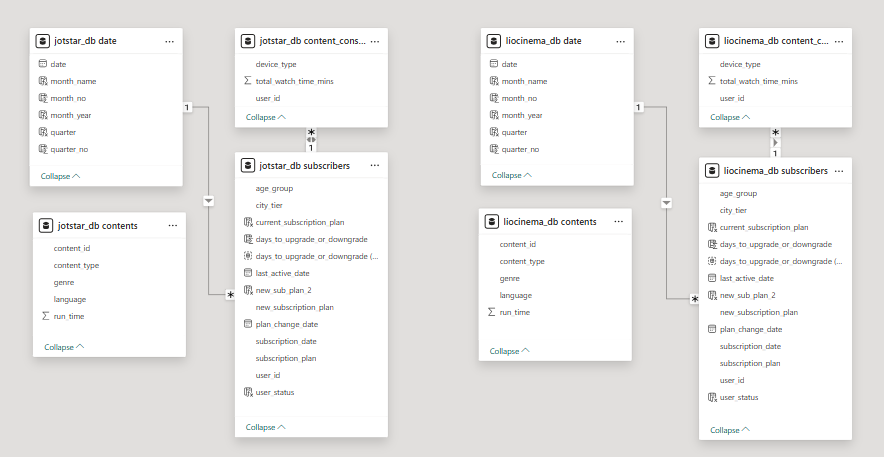 jotstar_db date
date
month_name
month_no
month_year
quarter
quarter_no
Collapse
jotstar_db content_cons...
device_type
total_watch_time_mins
user_id
Collapse
liocinema_db date
date
month_name
month_no
month_year
quarter
quarter_no
Collapse
liocinema_db content_c...
device_type
total_watch_time_mins
user_id
Collapse
1
*
1
1
*
1
jotstar_db contents
content_id
content_type
genre
language
run_time
Collapse
jotstar_db subscribers
age_group
city_tier
current_subscription_plan
days_to_upgrade_or_downgrade
days_to_upgrade_or_downgrade (...
last_active_date
new_sub_plan_2
new_subscription_plan
plan_change_date
subscription_date
subscription_plan
user_id
user_status
Collapse
*
liocinema_db contents
content_id
content_type
genre
language
run_time
Collapse
liocinema_db subscribers
age_group
city_tier
current_subscription_plan
days_to_upgrade_or_downgrade
days_to_upgrade_or_downgrade (...
last_active_date
new_sub_plan_2
new_subscription_plan
plan_change_date
subscription_date
subscription_plan
user_id
user_status
Collapse
*